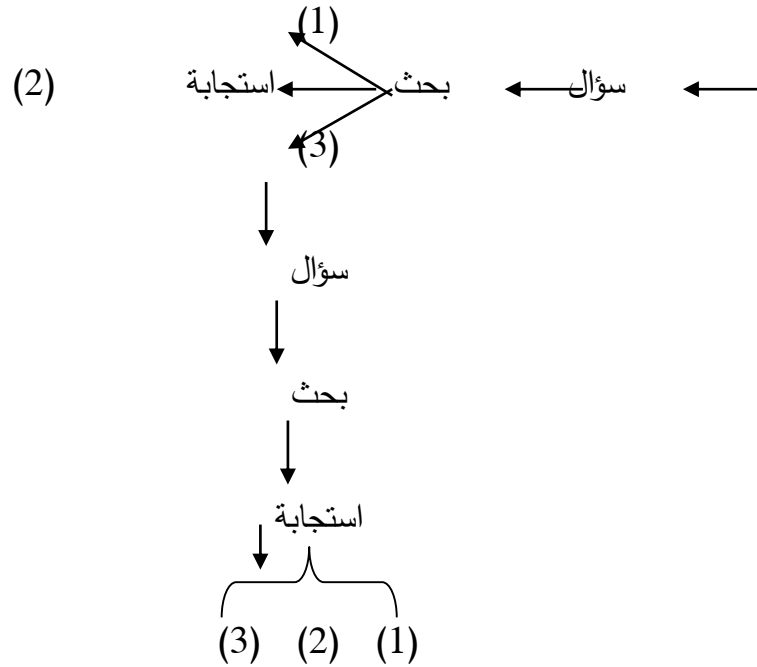 (1)
سؤال بحث استجابة (2)
(3)
سؤال
بحث
استجابة
(1) (2) (3)